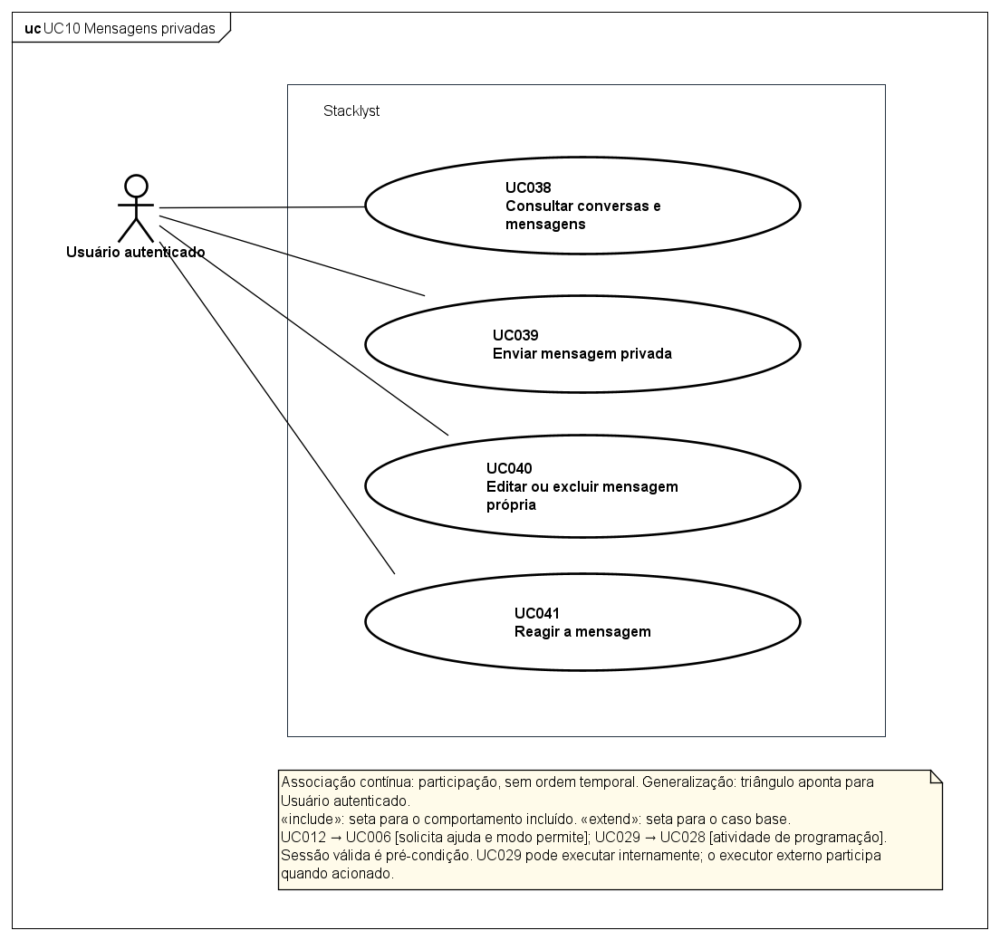 uc UC10 Mensagens privadas
Stacklyst
UC038
Consultar conversas e
mensagens
Usuário autenticado
UC039
Enviar mensagem privada
UC040
Editar ou excluir mensagem
própria
UC041
Reagir a mensagem
Associação contínua: participação, sem ordem temporal. Generalização: triângulo aponta para
Usuário autenticado.
«include»: seta para o comportamento incluído. «extend»: seta para o caso base.
UC012 → UC006 [solicita ajuda e modo permite]; UC029 → UC028 [atividade de programação].
Sessão válida é pré-condição. UC029 pode executar internamente; o executor externo participa
quando acionado.